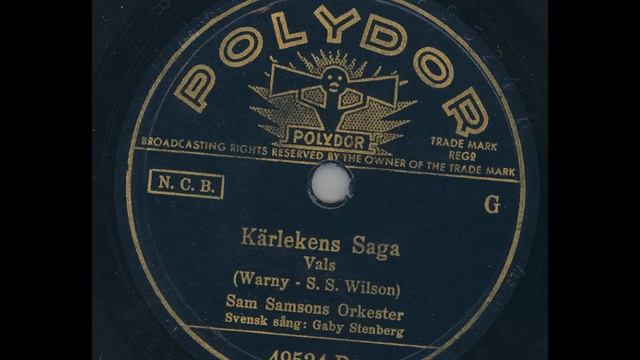 POLYDOR
POLYDOR
TRADE MARK
REGD
BROADCASTING RIGHTS RESERVED BY THE OWNER OF THE TRADE MARK
N. C. B.
G
Kärlekens Saga
Vals
(Warny - S. S. Wilson)
Sam Samsons Orkester
Svensk sång: Gaby Stenberg